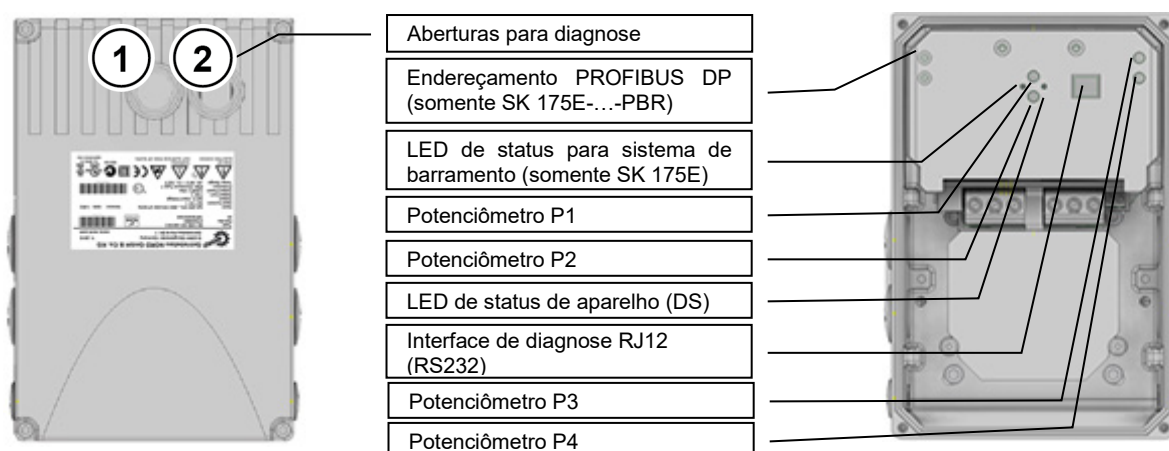 1
2
Aberturas para diagnose
Endereçamento PROFIBUS DP
(somente SK 175E-…-PBR)
LED de status para sistema de
barramento (somente SK 175E)
Potenciômetro P1
Potenciômetro P2
LED de status de aparelho (DS)
Interface de diagnose RJ12
(RS232)
Potenciômetro P3
Potenciômetro P4